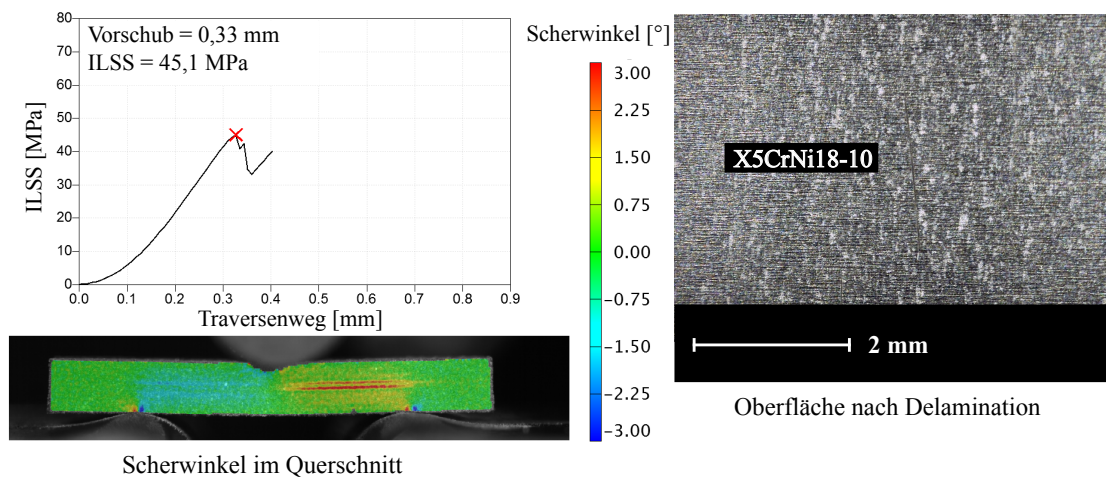 Vorschub = 0,33 mm
ILSS = 45,1 MPa
80
70
60
50
40
30
20
10
0
ILSS [MPa]
0.0 0.1 0.2 0.3 0.4 0.5 0.6 0.7 0.8 0.9
Traversenweg [mm]
Scherwinkel im Querschnitt
Scherwinkel [°]
3.00
2.25
1.50
0.75
0.00
-0.75
-1.50
-2.25
-3.00
X5CrNi18-10
2 mm
Oberfläche nach Delamination